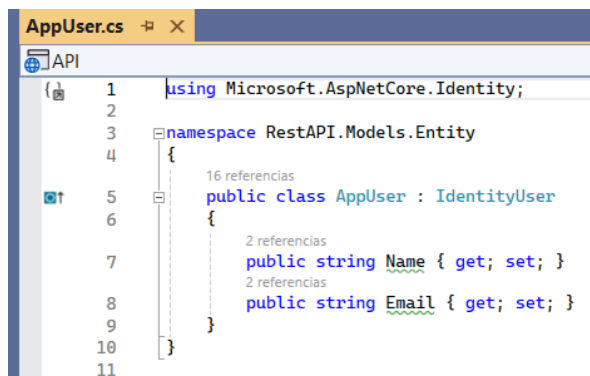 AppUser.cs
API
1 using Microsoft.AspNetCore.Identity;
2
3 namespace RestAPI.Models.Entity
4 {
16 referencias
5 public class AppUser : IdentityUser
6 {
2 referencias
7 public string Name { get; set; }
2 referencias
8 public string Email { get; set; }
9 }
10 }
11